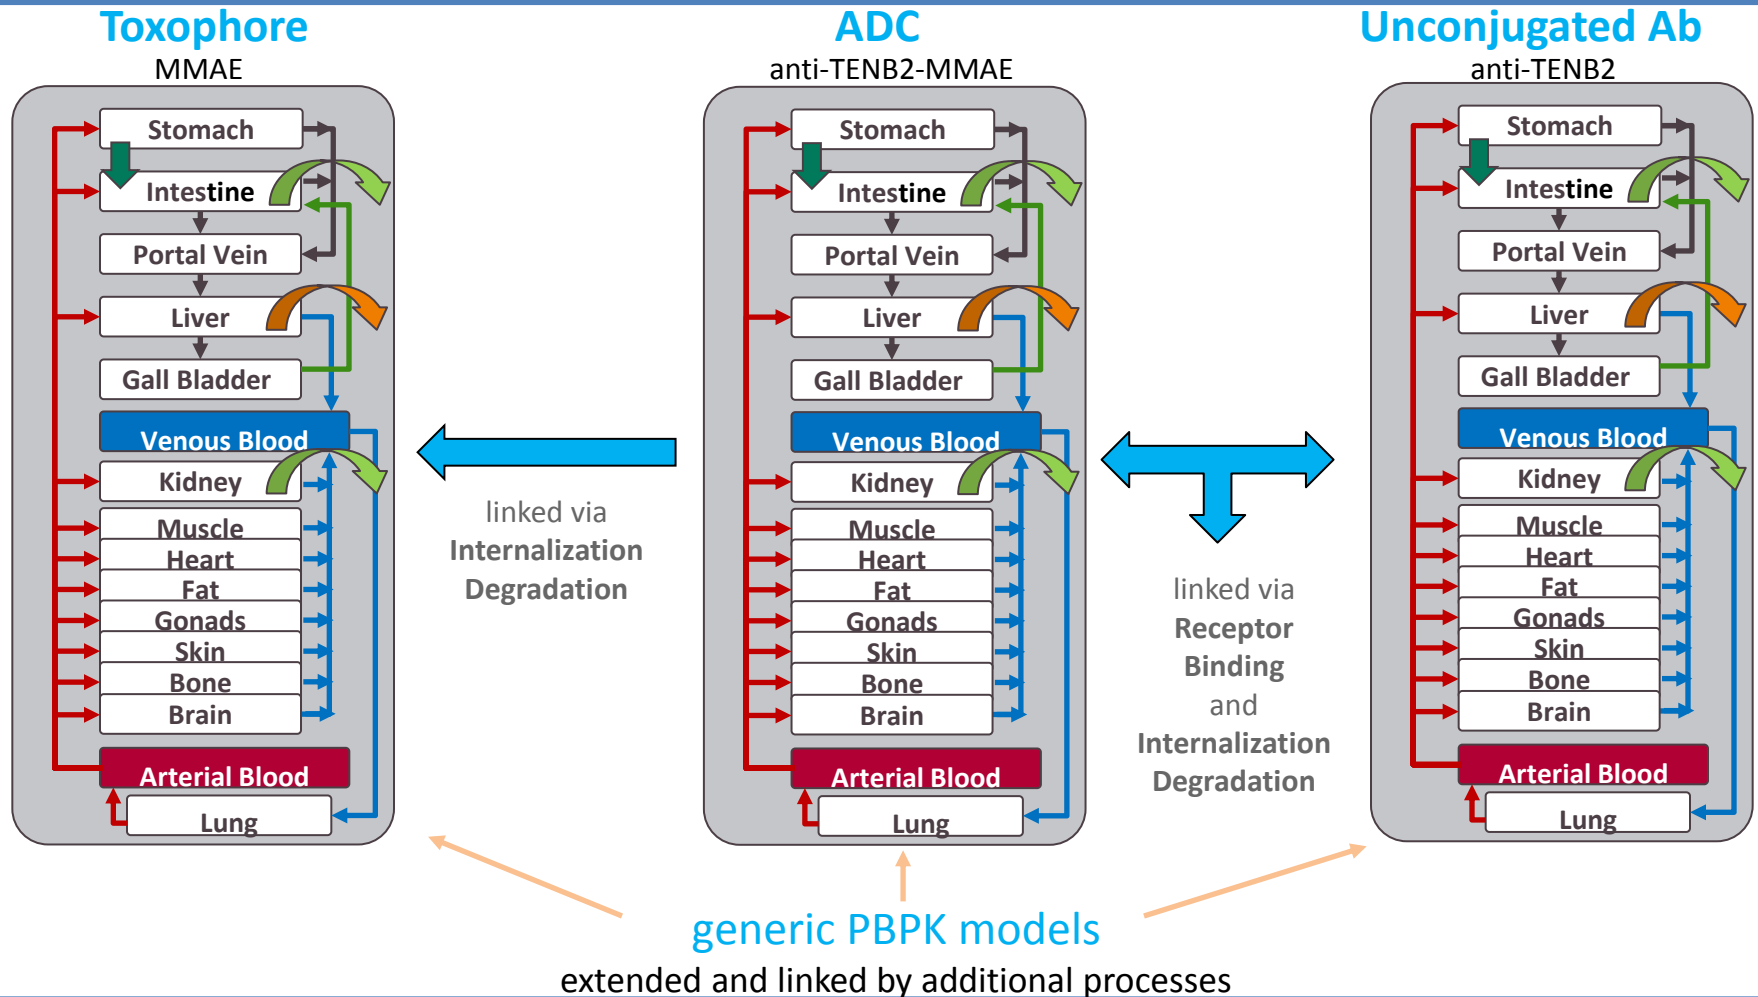 Toxophore
MMAE
Stomach
Intestine
Portal Vein
Liver
Gall Bladder
Venous Blood
Kidney
Muscle
Heart
Fat
Gonads
Skin
Bone
Brain
Arterial Blood
Lung
linked via
Internalization
Degradation
ADC
anti-TENB2-MMAE
Stomach
Intestine
Portal Vein
Liver
Gall Bladder
Venous Blood
Kidney
Muscle
Heart
Fat
Gonads
Skin
Bone
Brain
Arterial Blood
Lung
linked via
Receptor
Binding
and
Internalization
Degradation
Unconjugated Ab
anti-TENB2
Stomach
Intestine
Portal Vein
Liver
Gall Bladder
Venous Blood
Kidney
Muscle
Heart
Fat
Gonads
Skin
Bone
Brain
Arterial Blood
Lung
generic PBPK models
extended and linked by additional processes